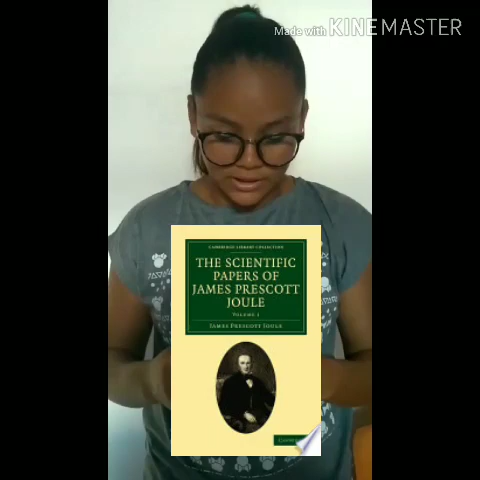 Made with KINEMASTER
CAMBRIDGE LIBRARY COLLECTION
THE SCIENTIFIC
PAPERS OF
JAMES PRESCOTT
JOULE
VOLUME 1
JAMES PRESCOTT JOULE